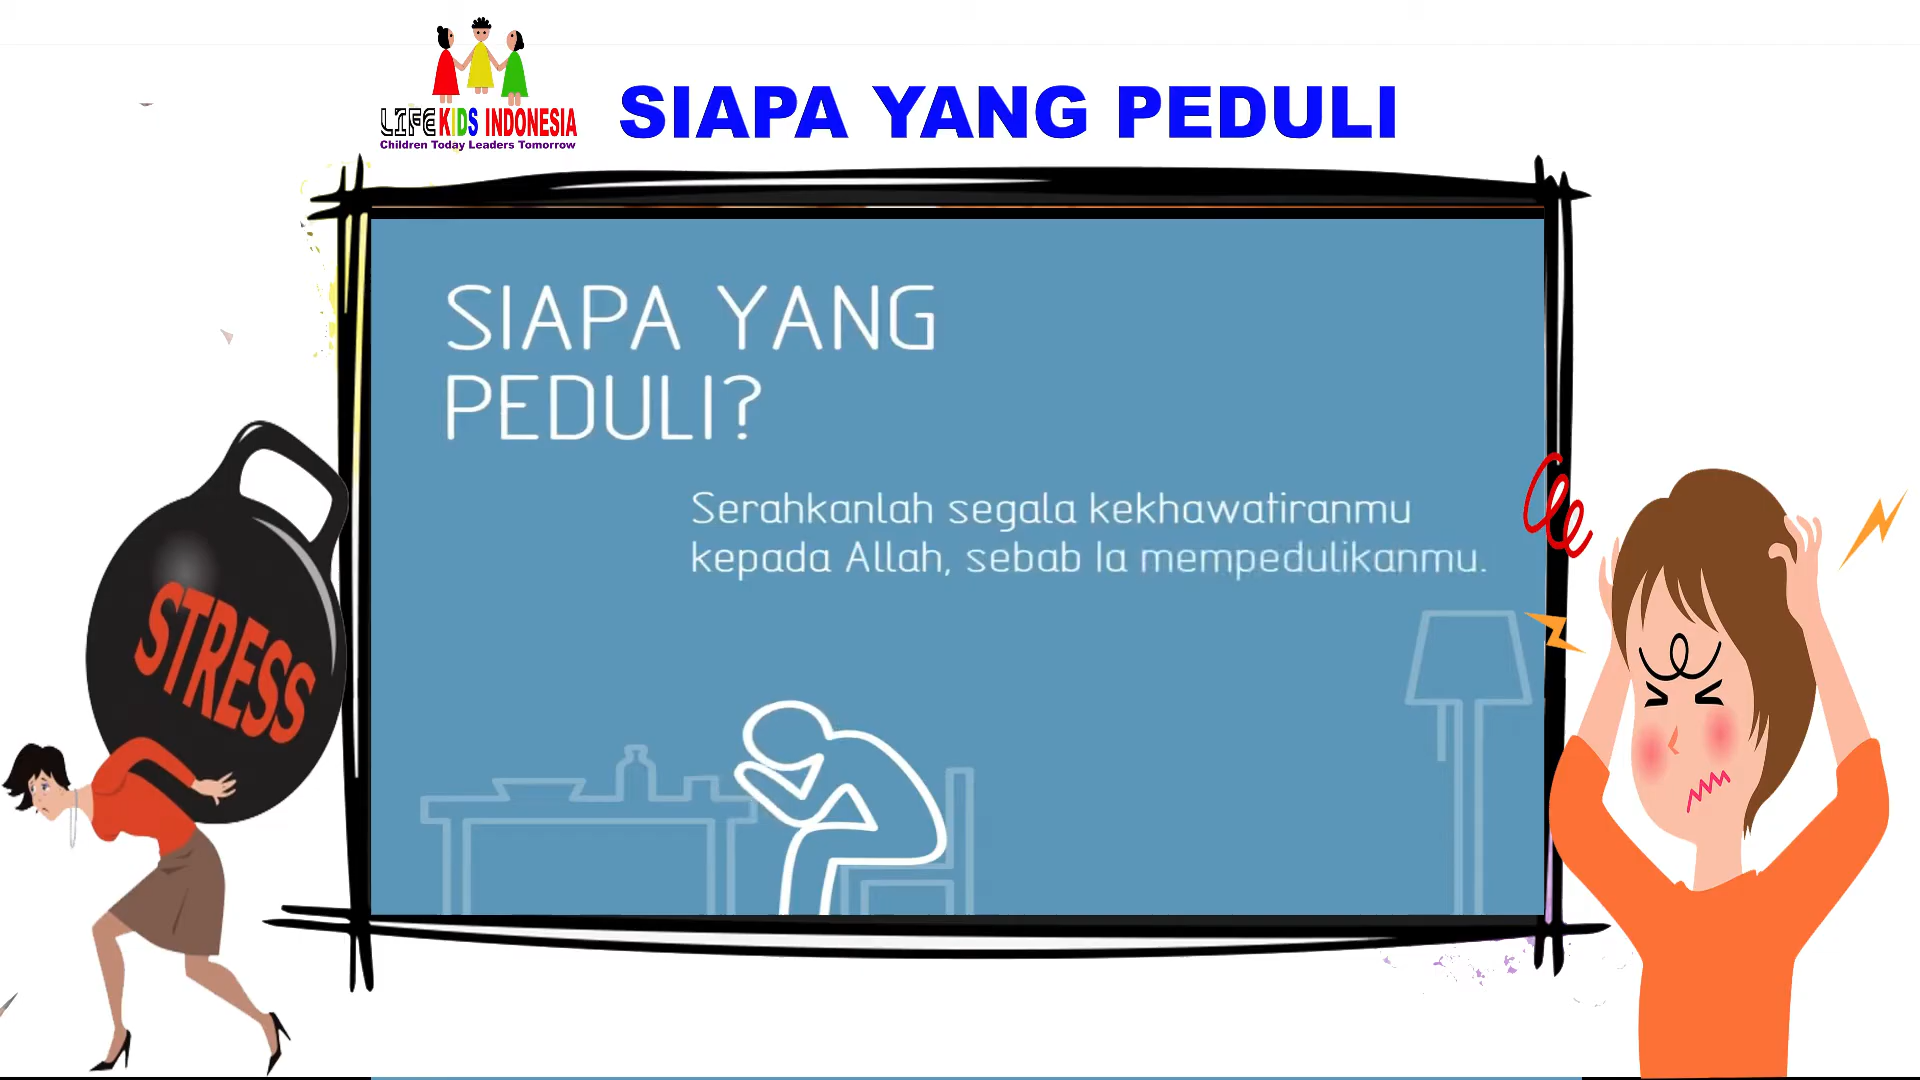 LIFE KIDS INDONESIA
Children Today Leaders Tomorrow
SIAPA YANG PEDULI
SIAPA YANG
PEDULI?
Serahkanlah segala kekhawatiranmu
kepada Allah, sebab Ia mempedulikanmu.
STRESS